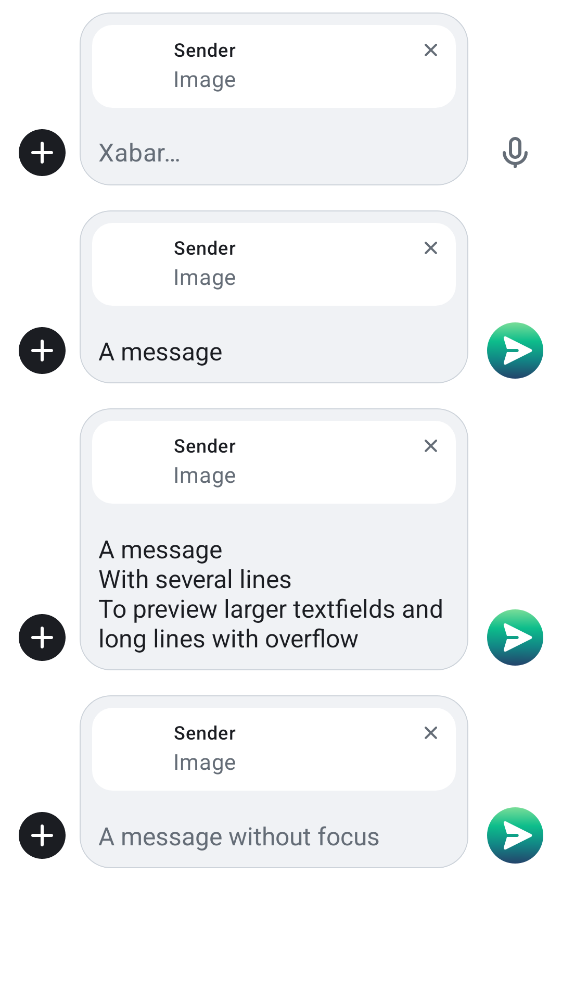 Sender
Image
Xabar…
Sender
Image
A message
Sender
Image
A message
With several lines
To preview larger textfields and
long lines with overflow
Sender
Image
A message without focus